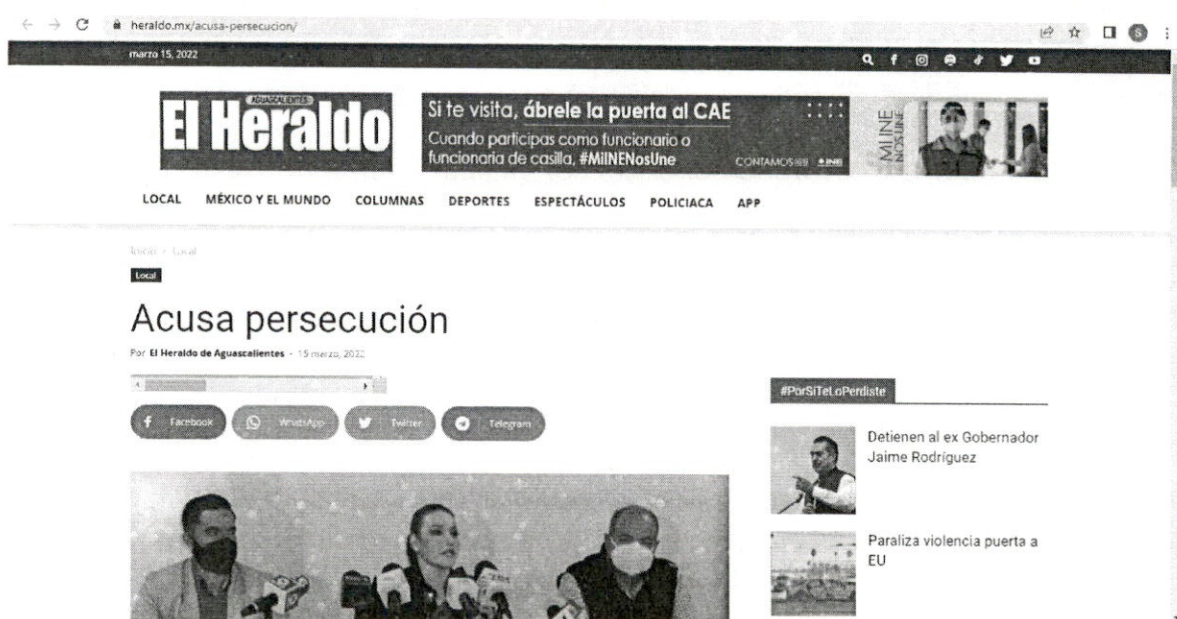 heraldo.mx/acusa-persecucion/
S
marzo 15, 2022
AGUASCALIENTES
El Heraldo
Si te visita, ábrele la puerta al CAE
Cuando participas como funcionario o
funcionaria de casilla, #MiINENosUne
CONTAMOS
INE
MI INE
NOS UNE
LOCAL MÉXICO Y EL MUNDO COLUMNAS DEPORTES ESPECTÁCULOS POLICIACA APP
Inicio › Local
Local
Acusa persecución
Por El Heraldo de Aguascalientes - 15 marzo, 2022
Facebook WhatsApp Twitter Telegram
#PorSiTeLoPerdiste
Detienen al ex Gobernador
Jaime Rodríguez
Paraliza violencia puerta a
EU